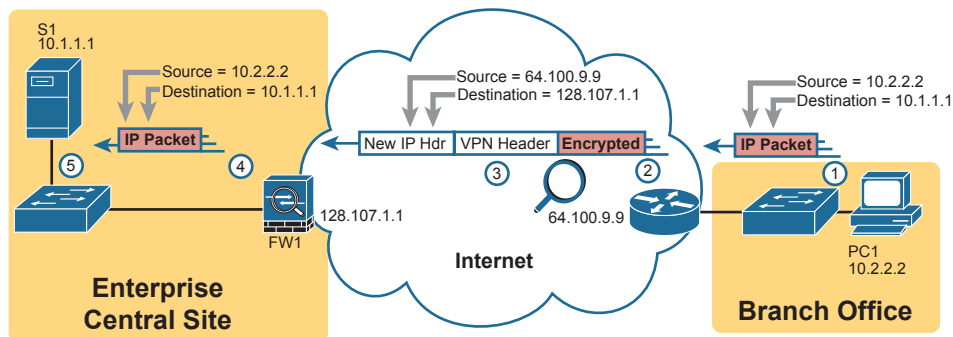 S1
10.1.1.1
Source = 10.2.2.2
Destination = 10.1.1.1
IP Packet
5
4
Enterprise
Central Site
FW1
128.107.1.1
Source = 64.100.9.9
Destination = 128.107.1.1
New IP Hdr
VPN Header
Encrypted
3
2
64.100.9.9
Internet
Source = 10.2.2.2
Destination = 10.1.1.1
IP Packet
1
PC1
10.2.2.2
Branch Office